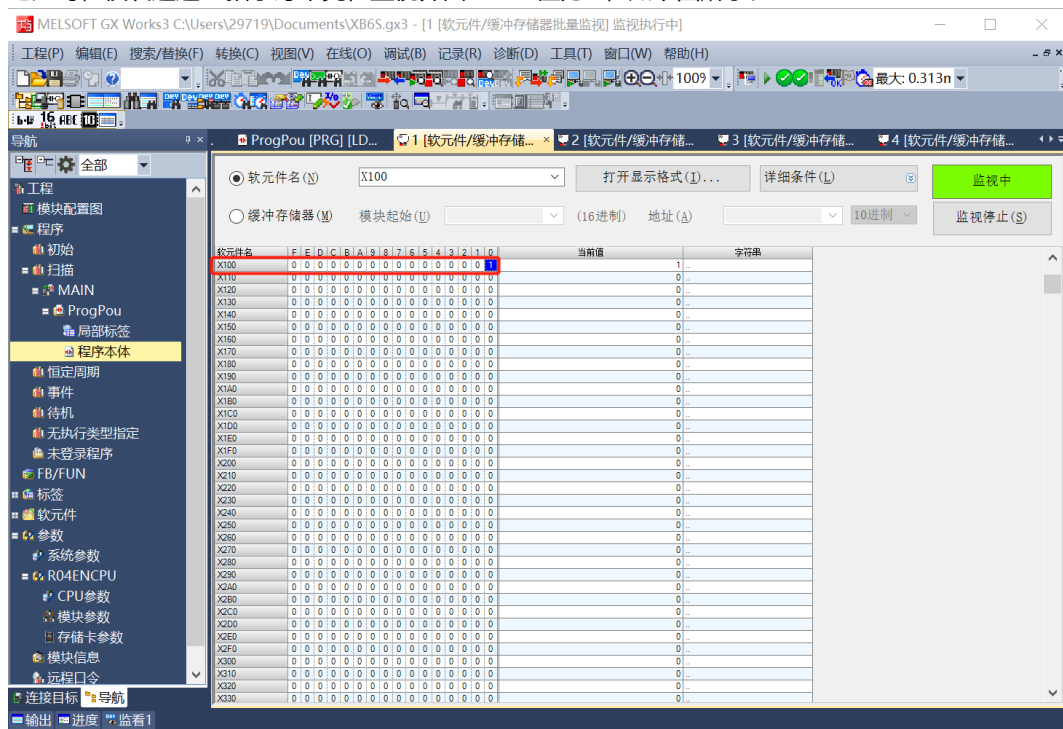 MELSOFT GX Works3 C:\Users\29719\Documents\XB6S.gx3 - [1 [软元件/缓冲存储器批量监视] 监视执行中]
工程(P) 编辑(E) 搜索/替换(F) 转换(C) 视图(V) 在线(O) 调试(B) 记录(R) 诊断(D) 工具(T) 窗口(W) 帮助(H)
1009 最大: 0.313n
导航
ProgPou [PRG] [LD... 1 [软元件/缓冲存储... 2 [软元件/缓冲存储... 3 [软元件/缓冲存储... 4 [软元件/缓冲存储...
全部
工程
模块配置图
程序
初始
扫描
MAIN
ProgPou
局部标签
程序本体
恒定周期
事件
待机
无执行类型指定
未登录程序
FB/FUN
标签
软元件
参数
系统参数
R04ENCPU
CPU参数
模块参数
存储卡参数
模块信息
远程口令
连接目标 导航
软元件名(N) X100 打开显示格式(I)... 详细条件(L) 监视中
缓冲存储器(M) 模块起始(U) (16进制) 地址(A) 10进制 监视停止(S)
软元件名 F E D C B A 9 8 7 6 5 4 3 2 1 0 当前值 字符串
X100 0 0 0 0 0 0 0 0 0 0 0 0 0 0 0 1 1 ..
X110 0 0 0 0 0 0 0 0 0 0 0 0 0 0 0 0 0 ..
X120 0 0 0 0 0 0 0 0 0 0 0 0 0 0 0 0 0 ..
X130 0 0 0 0 0 0 0 0 0 0 0 0 0 0 0 0 0 ..
X140 0 0 0 0 0 0 0 0 0 0 0 0 0 0 0 0 0 ..
X150 0 0 0 0 0 0 0 0 0 0 0 0 0 0 0 0 0 ..
X160 0 0 0 0 0 0 0 0 0 0 0 0 0 0 0 0 0 ..
X170 0 0 0 0 0 0 0 0 0 0 0 0 0 0 0 0 0 ..
X180 0 0 0 0 0 0 0 0 0 0 0 0 0 0 0 0 0 ..
X190 0 0 0 0 0 0 0 0 0 0 0 0 0 0 0 0 0 ..
X1A0 0 0 0 0 0 0 0 0 0 0 0 0 0 0 0 0 0 ..
X1B0 0 0 0 0 0 0 0 0 0 0 0 0 0 0 0 0 0 ..
X1C0 0 0 0 0 0 0 0 0 0 0 0 0 0 0 0 0 0 ..
X1D0 0 0 0 0 0 0 0 0 0 0 0 0 0 0 0 0 0 ..
X1E0 0 0 0 0 0 0 0 0 0 0 0 0 0 0 0 0 0 ..
X1F0 0 0 0 0 0 0 0 0 0 0 0 0 0 0 0 0 0 ..
X200 0 0 0 0 0 0 0 0 0 0 0 0 0 0 0 0 0 ..
X210 0 0 0 0 0 0 0 0 0 0 0 0 0 0 0 0 0 ..
X220 0 0 0 0 0 0 0 0 0 0 0 0 0 0 0 0 0 ..
X230 0 0 0 0 0 0 0 0 0 0 0 0 0 0 0 0 0 ..
X240 0 0 0 0 0 0 0 0 0 0 0 0 0 0 0 0 0 ..
X250 0 0 0 0 0 0 0 0 0 0 0 0 0 0 0 0 0 ..
X260 0 0 0 0 0 0 0 0 0 0 0 0 0 0 0 0 0 ..
X270 0 0 0 0 0 0 0 0 0 0 0 0 0 0 0 0 0 ..
X280 0 0 0 0 0 0 0 0 0 0 0 0 0 0 0 0 0 ..
X290 0 0 0 0 0 0 0 0 0 0 0 0 0 0 0 0 0 ..
X2A0 0 0 0 0 0 0 0 0 0 0 0 0 0 0 0 0 0 ..
X2B0 0 0 0 0 0 0 0 0 0 0 0 0 0 0 0 0 0 ..
X2C0 0 0 0 0 0 0 0 0 0 0 0 0 0 0 0 0 0 ..
X2D0 0 0 0 0 0 0 0 0 0 0 0 0 0 0 0 0 0 ..
X2E0 0 0 0 0 0 0 0 0 0 0 0 0 0 0 0 0 0 ..
X2F0 0 0 0 0 0 0 0 0 0 0 0 0 0 0 0 0 0 ..
X300 0 0 0 0 0 0 0 0 0 0 0 0 0 0 0 0 0 ..
X310 0 0 0 0 0 0 0 0 0 0 0 0 0 0 0 0 0 ..
X320 0 0 0 0 0 0 0 0 0 0 0 0 0 0 0 0 0 ..
X330 0 0 0 0 0 0 0 0 0 0 0 0 0 0 0 0 0 ..
输出 进度 监看1